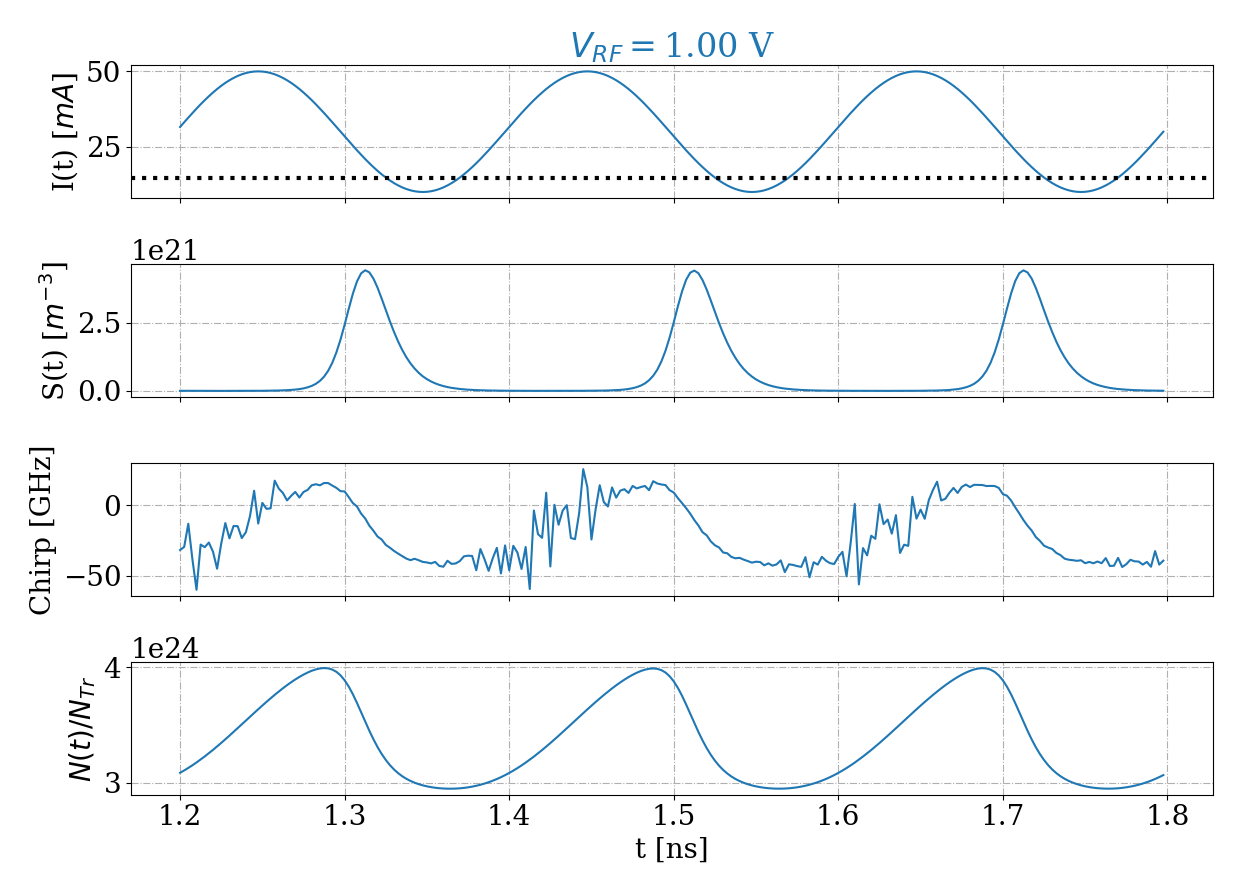 V_RF = 1.00 V
I(t) [mA]
50
25
1e21
S(t) [m⁻³]
2.5
0.0
Chirp [GHz]
0
−50
1e24
N(t)/N_Tr
4
3
1.2 1.3 1.4 1.5 1.6 1.7 1.8
t [ns]